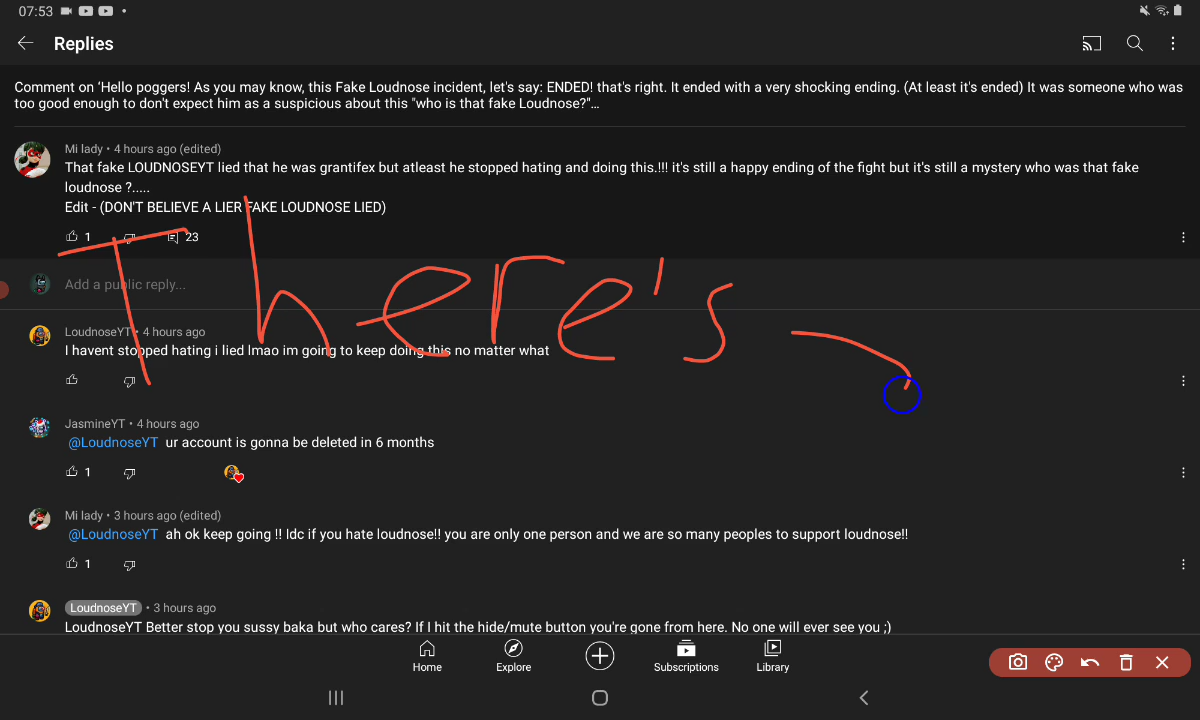 07:53
Replies
Comment on 'Hello poggers! As you may know, this Fake Loudnose incident, let's say: ENDED! that's right. It ended with a very shocking ending. (At least it's ended) It was someone who was
too good enough to don't expect him as a suspicious about this "who is that fake Loudnose?"...
Mi lady • 4 hours ago (edited)
That fake LOUDNOSEYT lied that he was grantifex but atleast he stopped hating and doing this.!!! it's still a happy ending of the fight but it's still a mystery who was that fake
loudnose ?.....
Edit - (DON'T BELIEVE A LIER FAKE LOUDNOSE LIED)
1 23
There's
Add a public reply...
LoudnoseYT • 4 hours ago
I havent stopped hating i lied lmao im going to keep doing this no matter what
JasmineYT • 4 hours ago
@LoudnoseYT ur account is gonna be deleted in 6 months
1
Mi lady • 3 hours ago (edited)
@LoudnoseYT ah ok keep going !! Idc if you hate loudnose!! you are only one person and we are so many peoples to support loudnose!!
1
LoudnoseYT • 3 hours ago
LoudnoseYT Better stop you sussy baka but who cares? If I hit the hide/mute button you're gone from here. No one will ever see you ;)
Home Explore Subscriptions Library